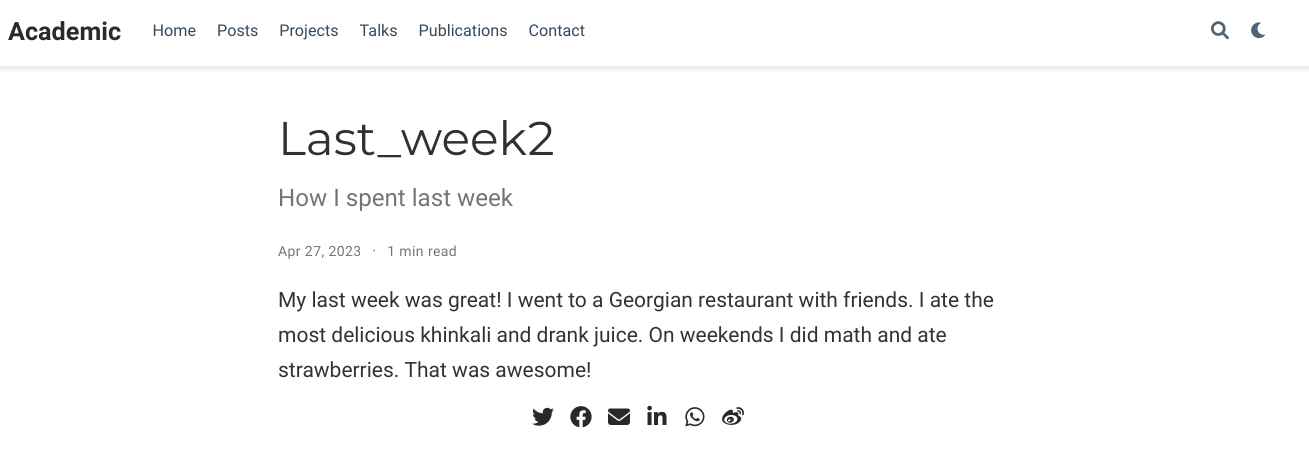 Academic Home Posts Projects Talks Publications Contact
Last_week2
How I spent last week
Apr 27, 2023 · 1 min read
My last week was great! I went to a Georgian restaurant with friends. I ate the
most delicious khinkali and drank juice. On weekends I did math and ate
strawberries. That was awesome!